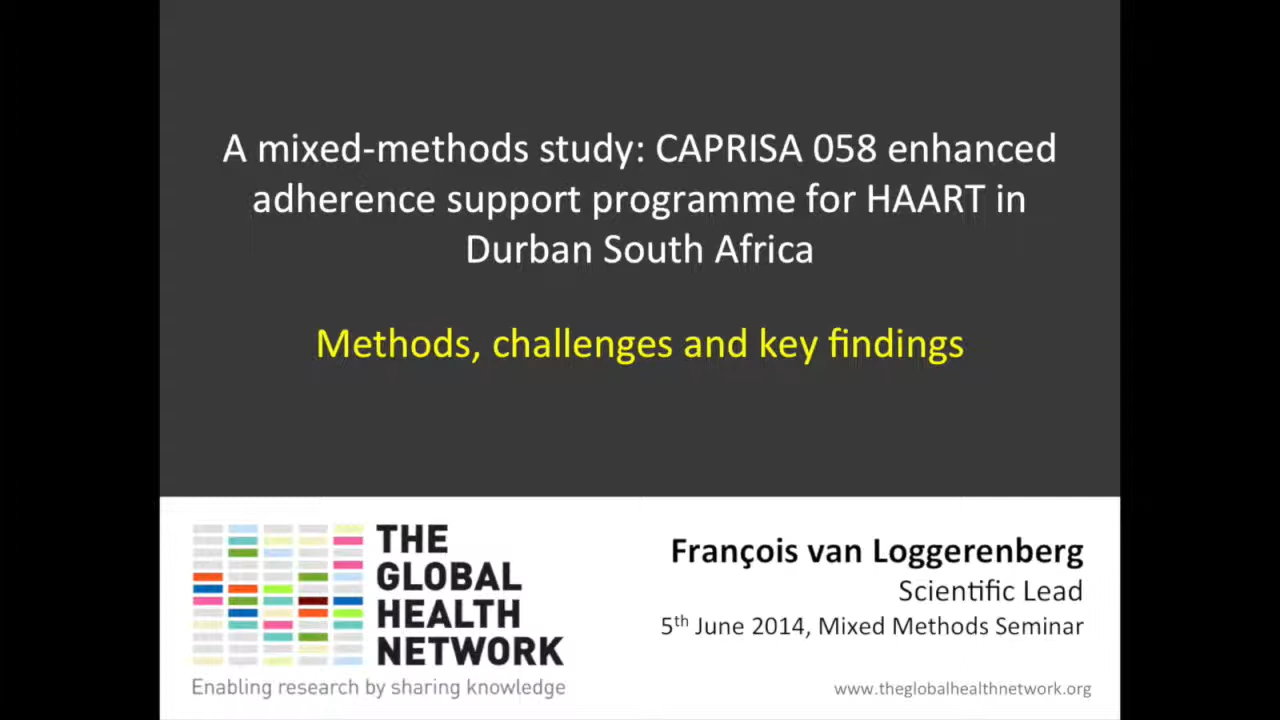 A mixed-methods study: CAPRISA 058 enhanced
adherence support programme for HAART in
Durban South Africa
Methods, challenges and key findings
THE
GLOBAL
HEALTH
NETWORK
Enabling research by sharing knowledge
François van Loggerenberg
Scientific Lead
5th June 2014, Mixed Methods Seminar
www.theglobalhealthnetwork.org